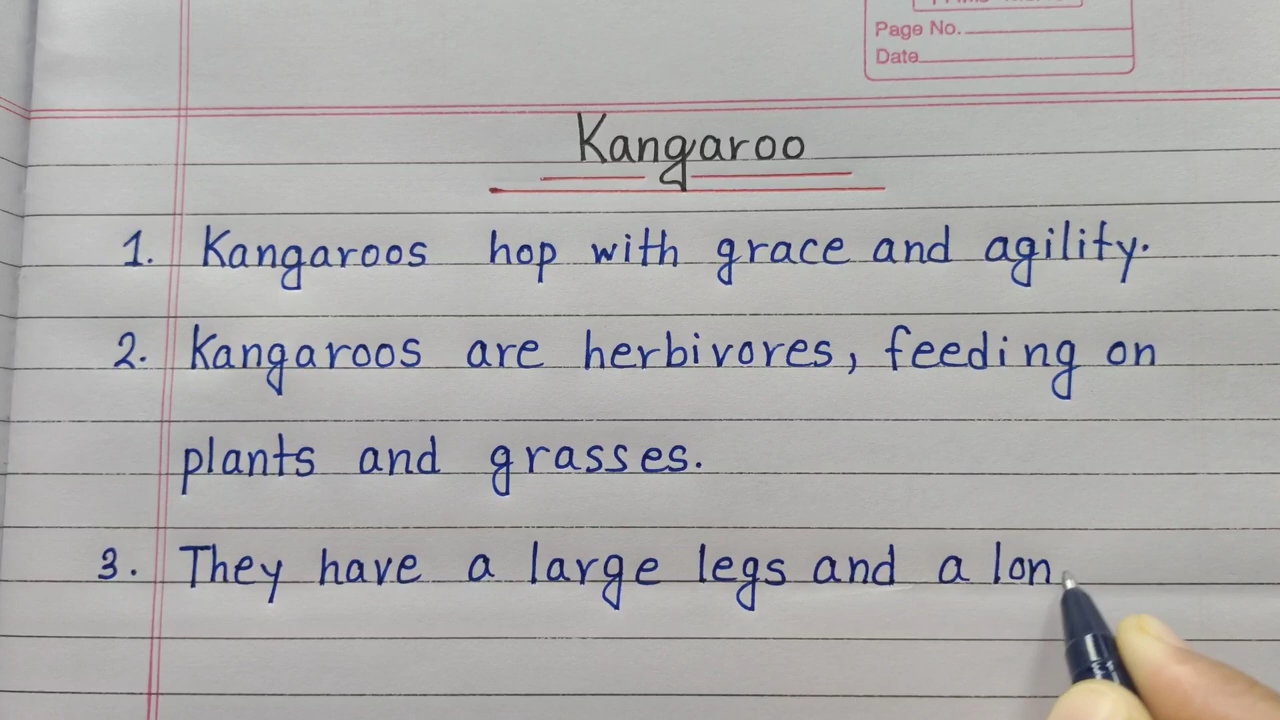 Page No.
Date
Kangaroo
1. Kangaroos hop with grace and agility.
2. Kangaroos are herbivores, feeding on
plants and grasses.
3. They have a large legs and a lon